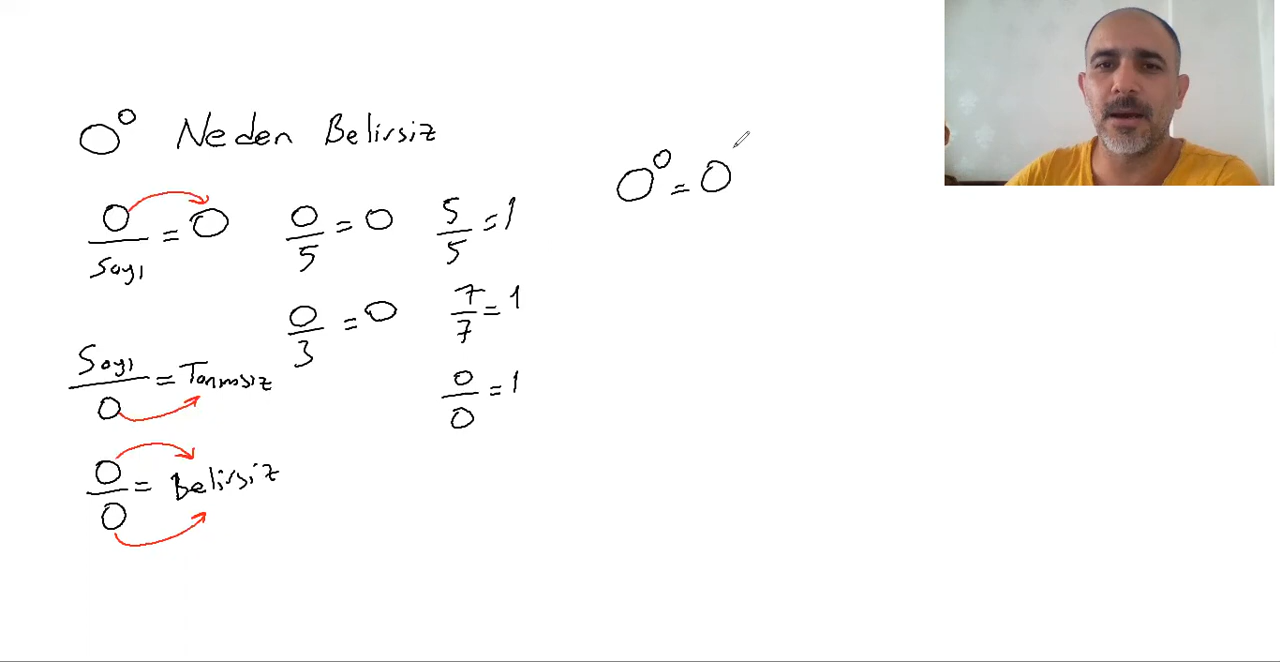 0⁰ Neden Belirsiz
0/Sayı = 0
0/5 = 0
5/5 = 1
0/3 = 0
7/7 = 1
Sayı/0 = Tanımsız
0/0 = 1
0/0 = Belirsiz
0⁰ = 0